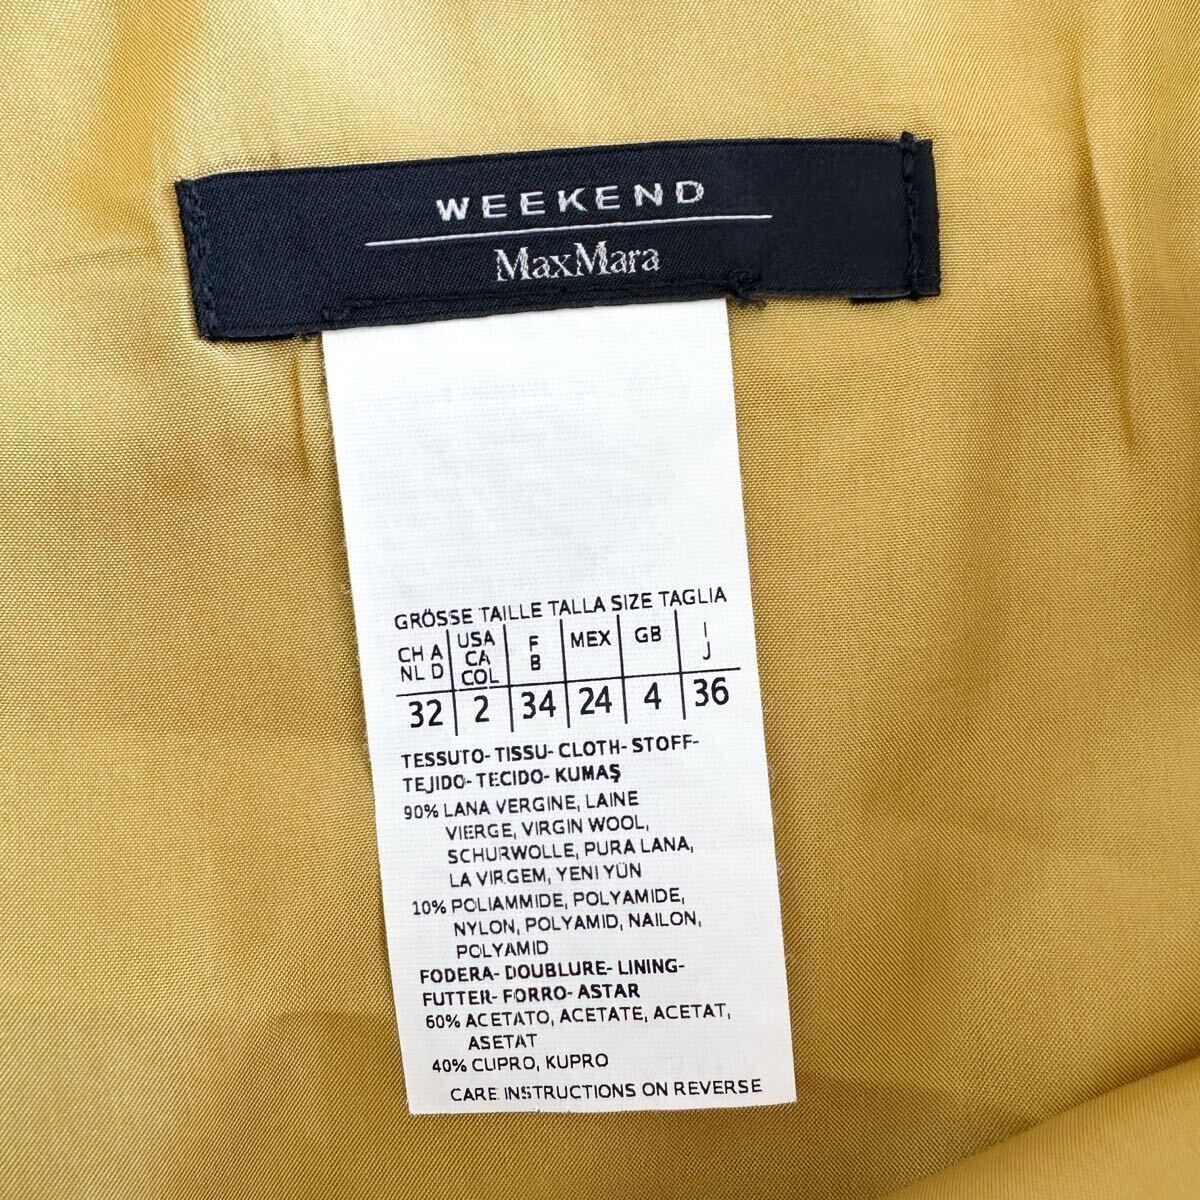 WEEKEND
MaxMara
GRÖSSE TAILLE TALLA SIZE TAGLIA
CH A USA F MEX GB I
NL D CA B J
COL
32 2 34 24 4 36
TESSUTO- TISSU- CLOTH- STOFF-
TEJIDO- TECIDO- KUMAŞ
90% LANA VERGINE, LAINE
VIERGE, VIRGIN WOOL,
SCHURWOLLE, PURA LANA,
LA VIRGEM, YENI YÜN
10% POLIAMMIDE, POLYAMIDE,
NYLON, POLYAMID, NAILON,
POLYAMID
FODERA- DOUBLURE- LINING-
FUTTER- FORRO- ASTAR
60% ACETATO, ACETATE, ACETAT,
ASETAT
40% CUPRO, KUPRO
CARE INSTRUCTIONS ON REVERSE